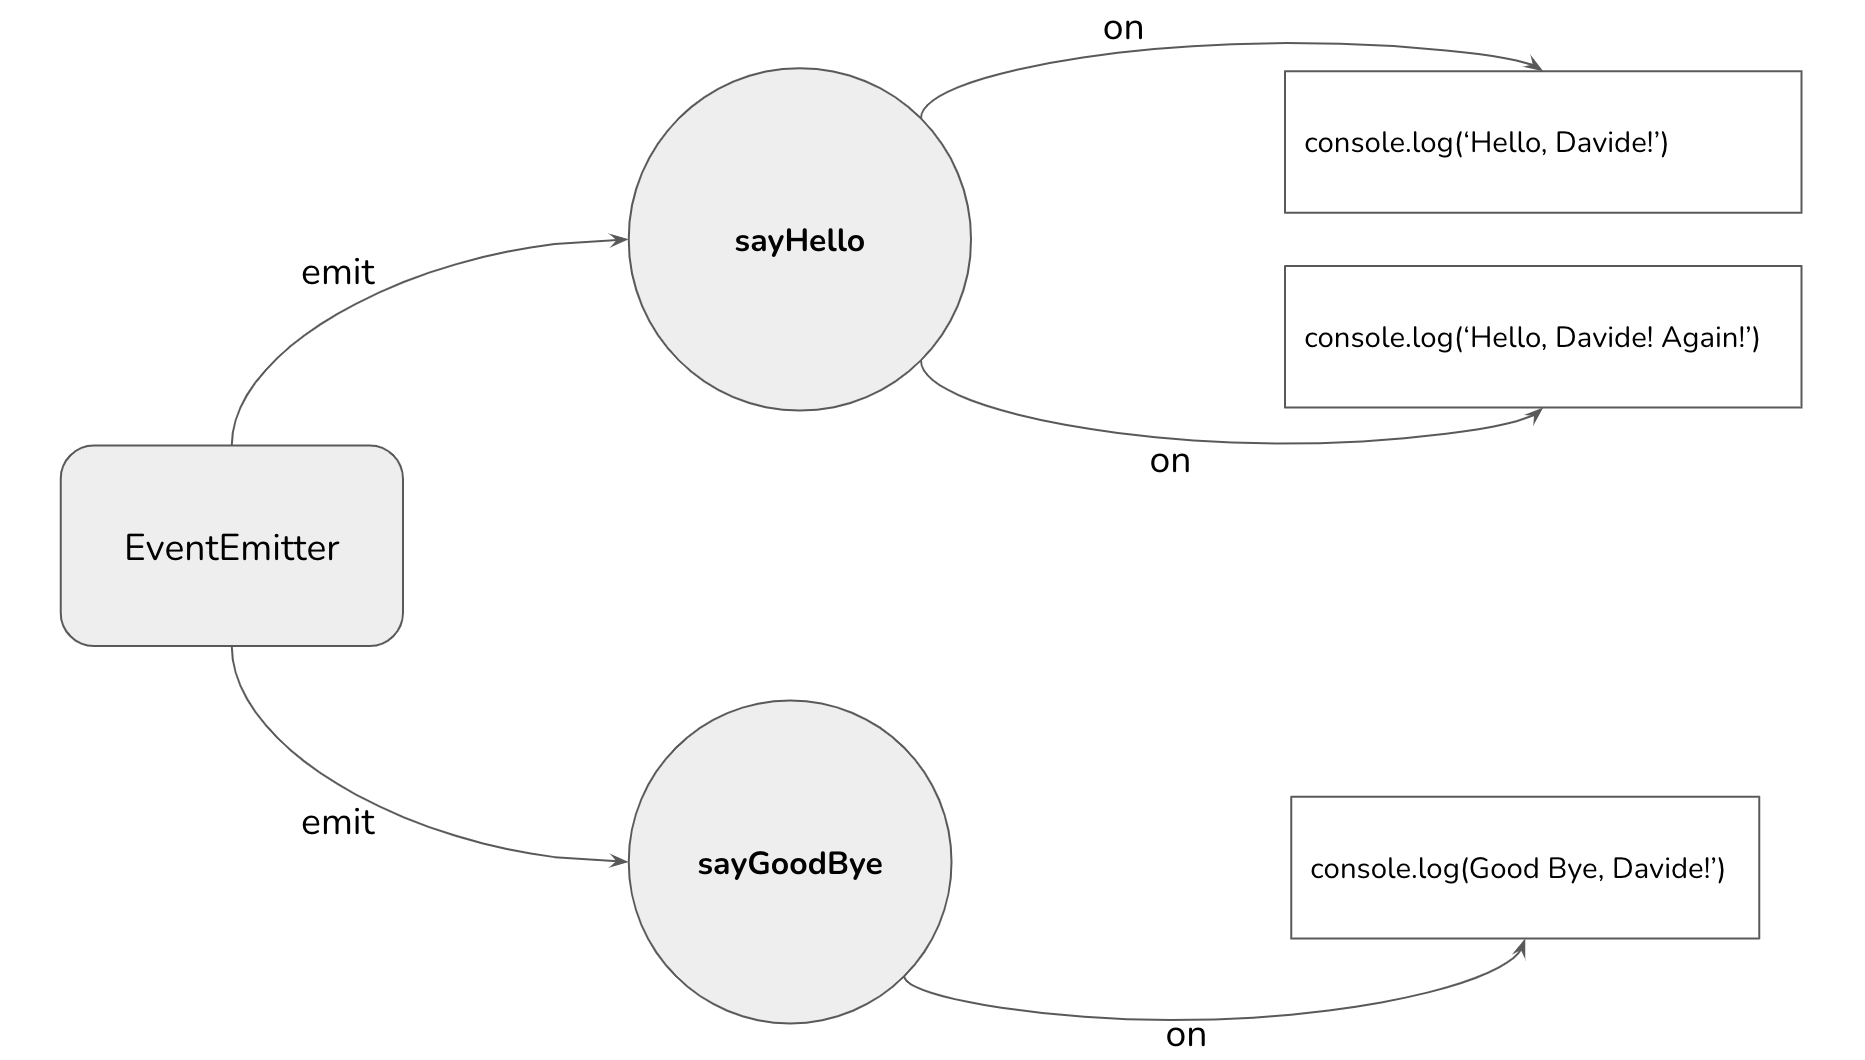 on
console.log(‘Hello, Davide!’)
sayHello
emit
console.log(‘Hello, Davide! Again!’)
on
EventEmitter
emit
sayGoodBye
console.log(Good Bye, Davide!’)
on